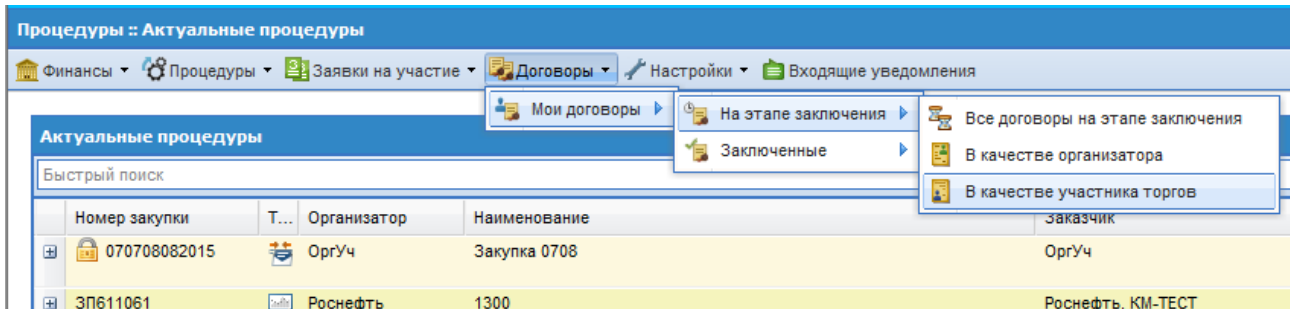 Процедуры :: Актуальные процедуры
Финансы Процедуры Заявки на участие Договоры Настройки Входящие уведомления
Мои договоры На этапе заключения Все договоры на этапе заключения
Актуальные процедуры Заключенные В качестве организатора
Быстрый поиск В качестве участника торгов
Номер закупки Т... Организатор Наименование Заказчик
070708082015 ОргУч Закупка 0708 ОргУч
ЗП611061 Роснефть 1300 Роснефть, КМ-ТЕСТ